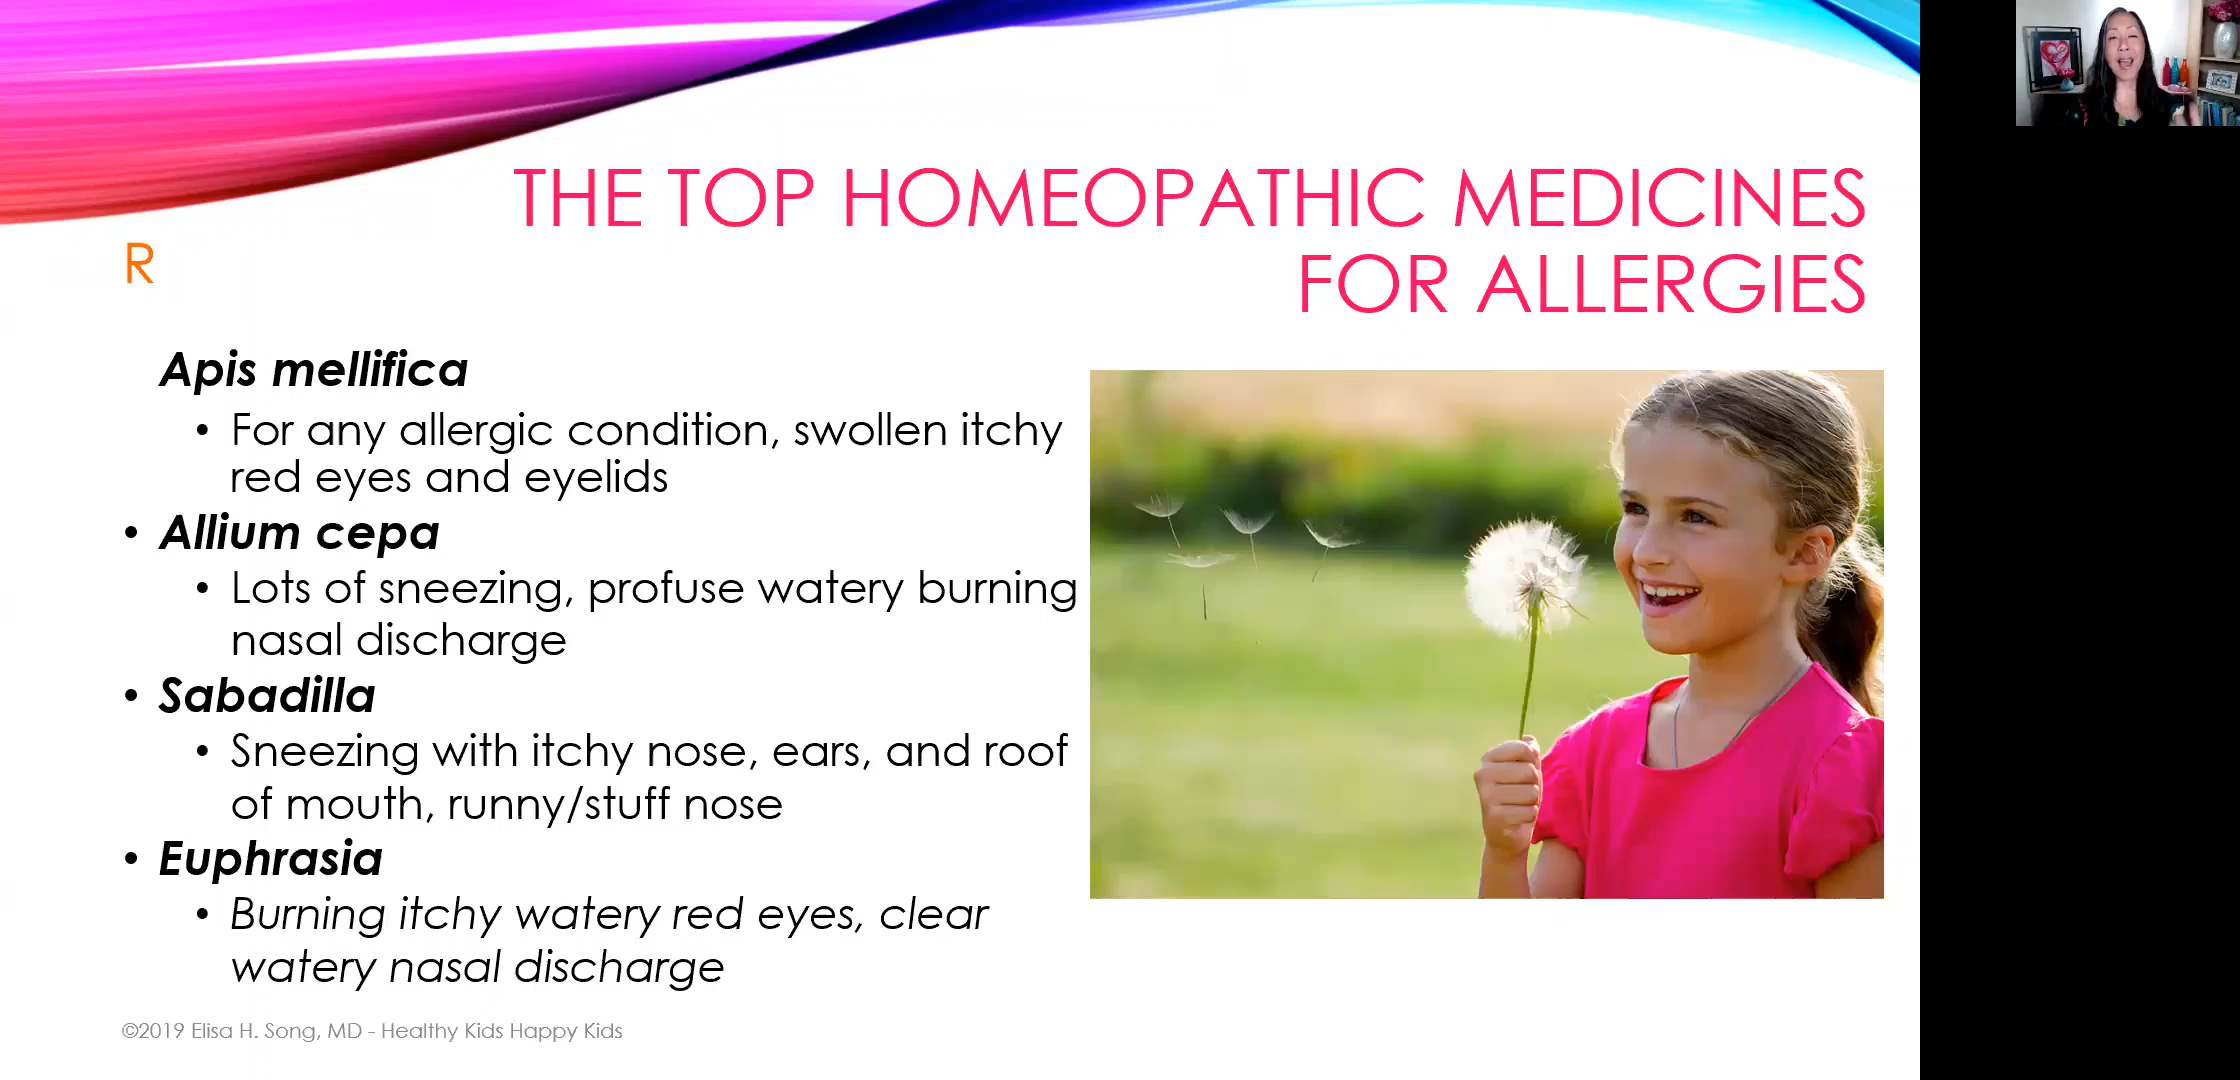 THE TOP HOMEOPATHIC MEDICINES
FOR ALLERGIES
R
Apis mellifica
• For any allergic condition, swollen itchy
red eyes and eyelids
• Allium cepa
• Lots of sneezing, profuse watery burning
nasal discharge
• Sabadilla
• Sneezing with itchy nose, ears, and roof
of mouth, runny/stuff nose
• Euphrasia
• Burning itchy watery red eyes, clear
watery nasal discharge
©2019 Elisa H. Song, MD - Healthy Kids Happy Kids